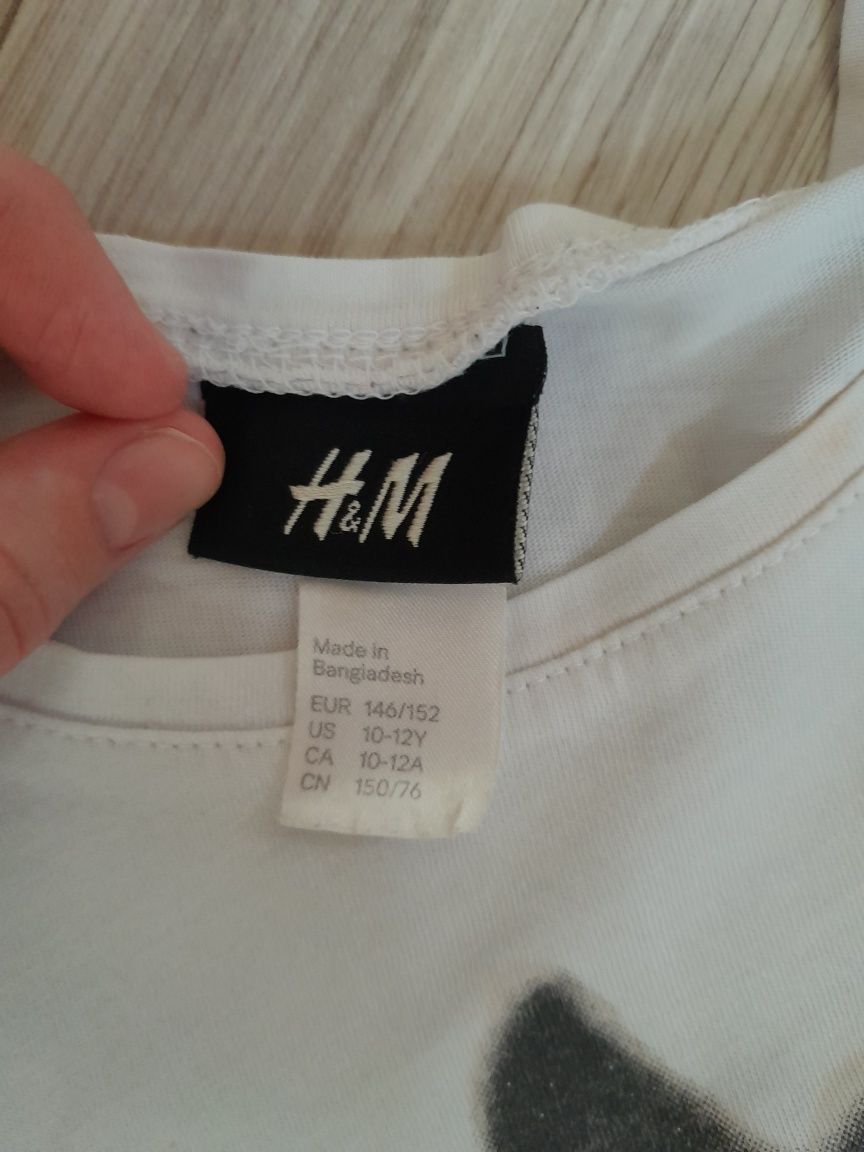 H&M
Made in
Bangladesh
EUR 146/152
US 10-12Y
CA 10-12A
CN 150/76